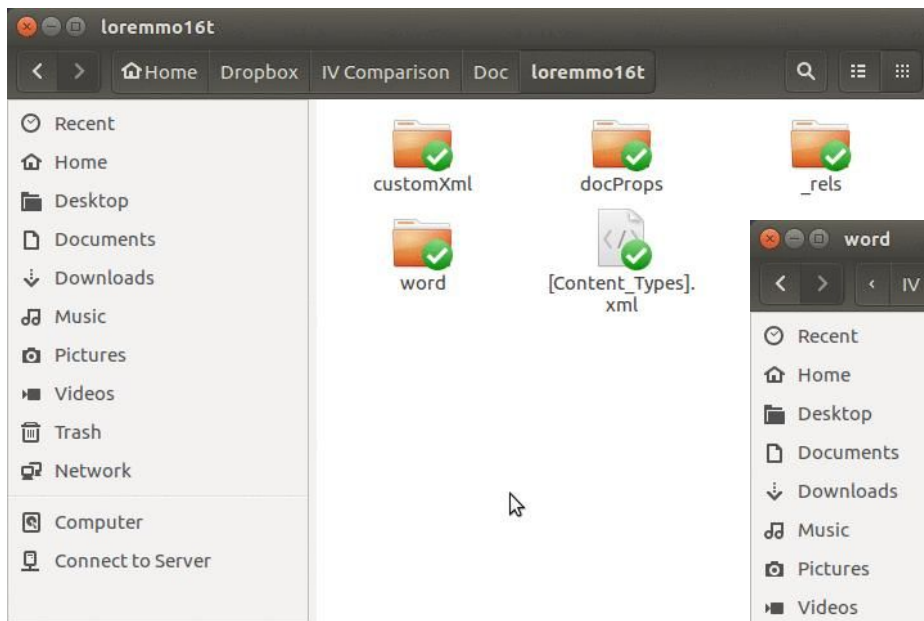 loremmo16t
Home Dropbox IV Comparison Doc loremmo16t
Recent
Home
Desktop
Documents
Downloads
Music
Pictures
Videos
Trash
Network
Computer
Connect to Server
customXml docProps _rels
word [Content_Types].
xml
word
IV
Recent
Home
Desktop
Documents
Downloads
Music
Pictures
Videos